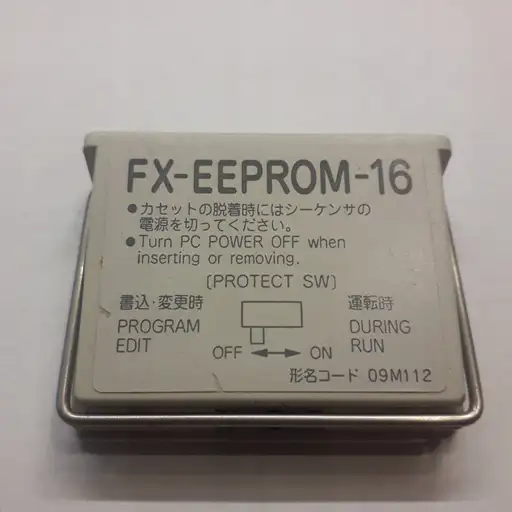 FX-EEPROM-16
●カセットの脱着時にはシーケンサの
電源を切ってください。
●Turn PC POWER OFF when
inserting or removing.
(PROTECT SW)
書込・変更時 運転時
PROGRAM DURING
EDIT OFF ◄► ON RUN
形名コード 09M112